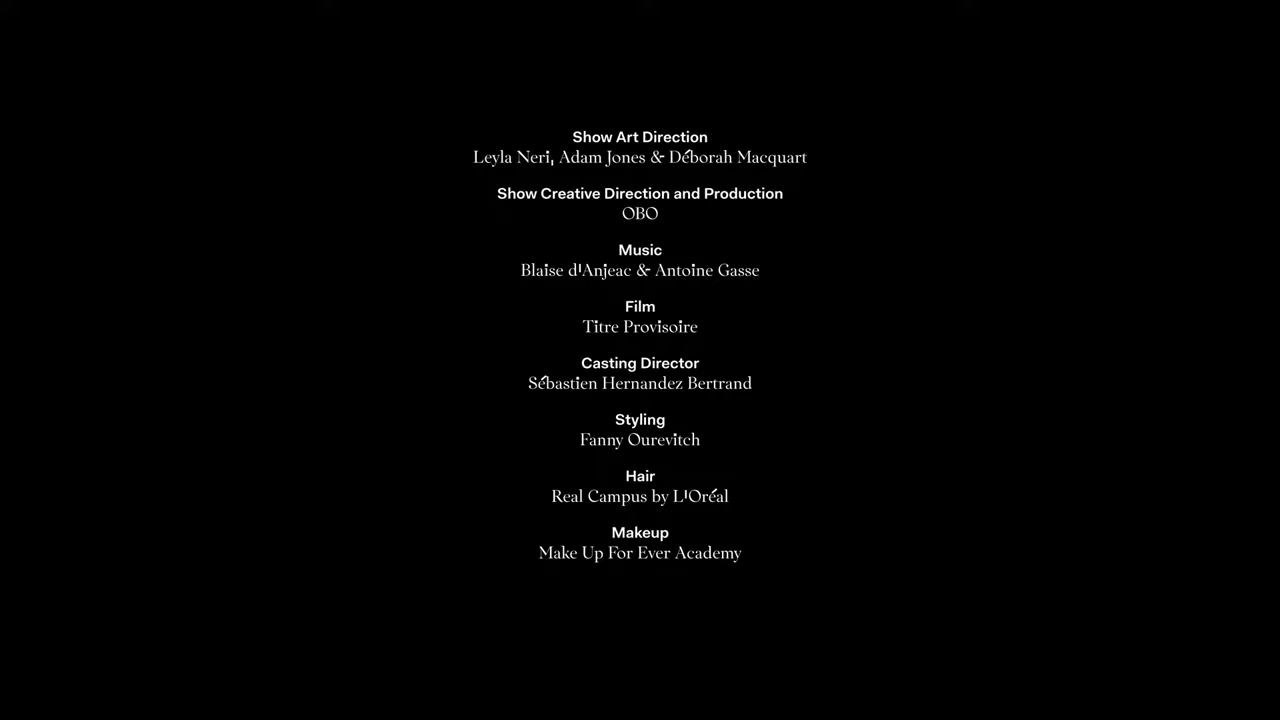 Show Art Direction
Leyla Neri, Adam Jones & Déborah Macquart
Show Creative Direction and Production
OBO
Music
Blaise d'Anjeac & Antoine Gasse
Film
Titre Provisoire
Casting Director
Sébastien Hernandez Bertrand
Styling
Fanny Ourevitch
Hair
Real Campus by L'Oréal
Makeup
Make Up For Ever Academy